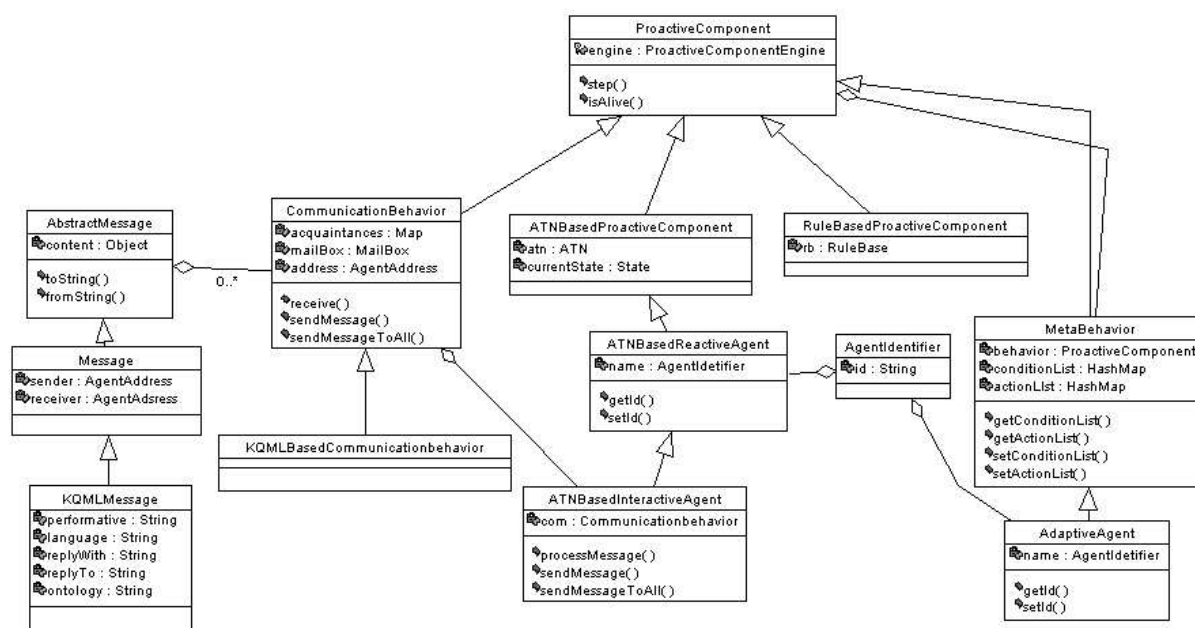 ProactiveComponent
engine : ProactiveComponentEngine
step()
isAlive()
AbstractMessage
content : Object
toString()
fromString()
0..*
CommunicationBehavior
acquaintances : Map
mailBox : MailBox
address : AgentAddress
receive()
sendMessage()
sendMessageToAll()
ATNBasedProactiveComponent
atn : ATN
currentState : State
RuleBasedProactiveComponent
rb : RuleBase
Message
sender : AgentAddress
receiver : AgentAdsress
ATNBasedReactiveAgent
name : AgentIdetifier
getId()
setId()
AgentIdentifier
id : String
MetaBehavior
behavior : ProactiveComponent
conditionList : HashMap
actionLIst : HashMap
getConditionList()
getActionList()
setConditionList()
setActionList()
KQMLBasedCommunicationbehavior
KQMLMessage
performative : String
language : String
replyWith : String
replyTo : String
ontology : String
ATNBasedInteractiveAgent
com : Communicationbehavior
processMessage()
sendMessage()
sendMessageToAll()
AdaptiveAgent
name : AgentIdetifier
getId()
setId()